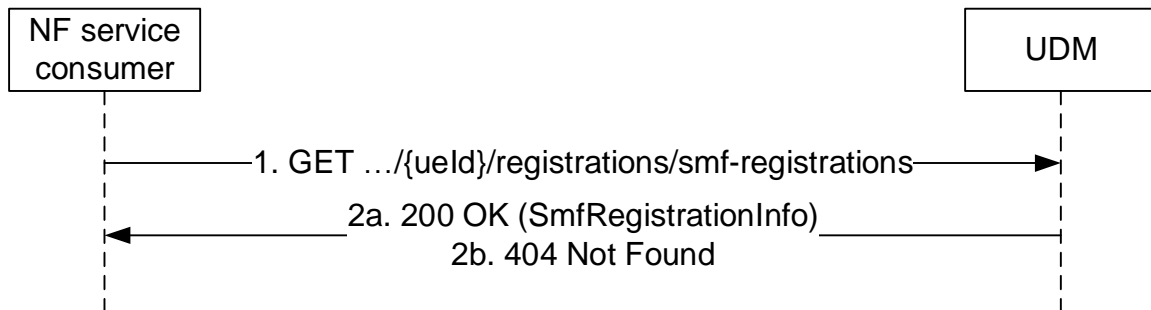 NF service
consumer
UDM
1. GET …/{ueId}/registrations/smf-registrations
2a. 200 OK (SmfRegistrationInfo)
2b. 404 Not Found